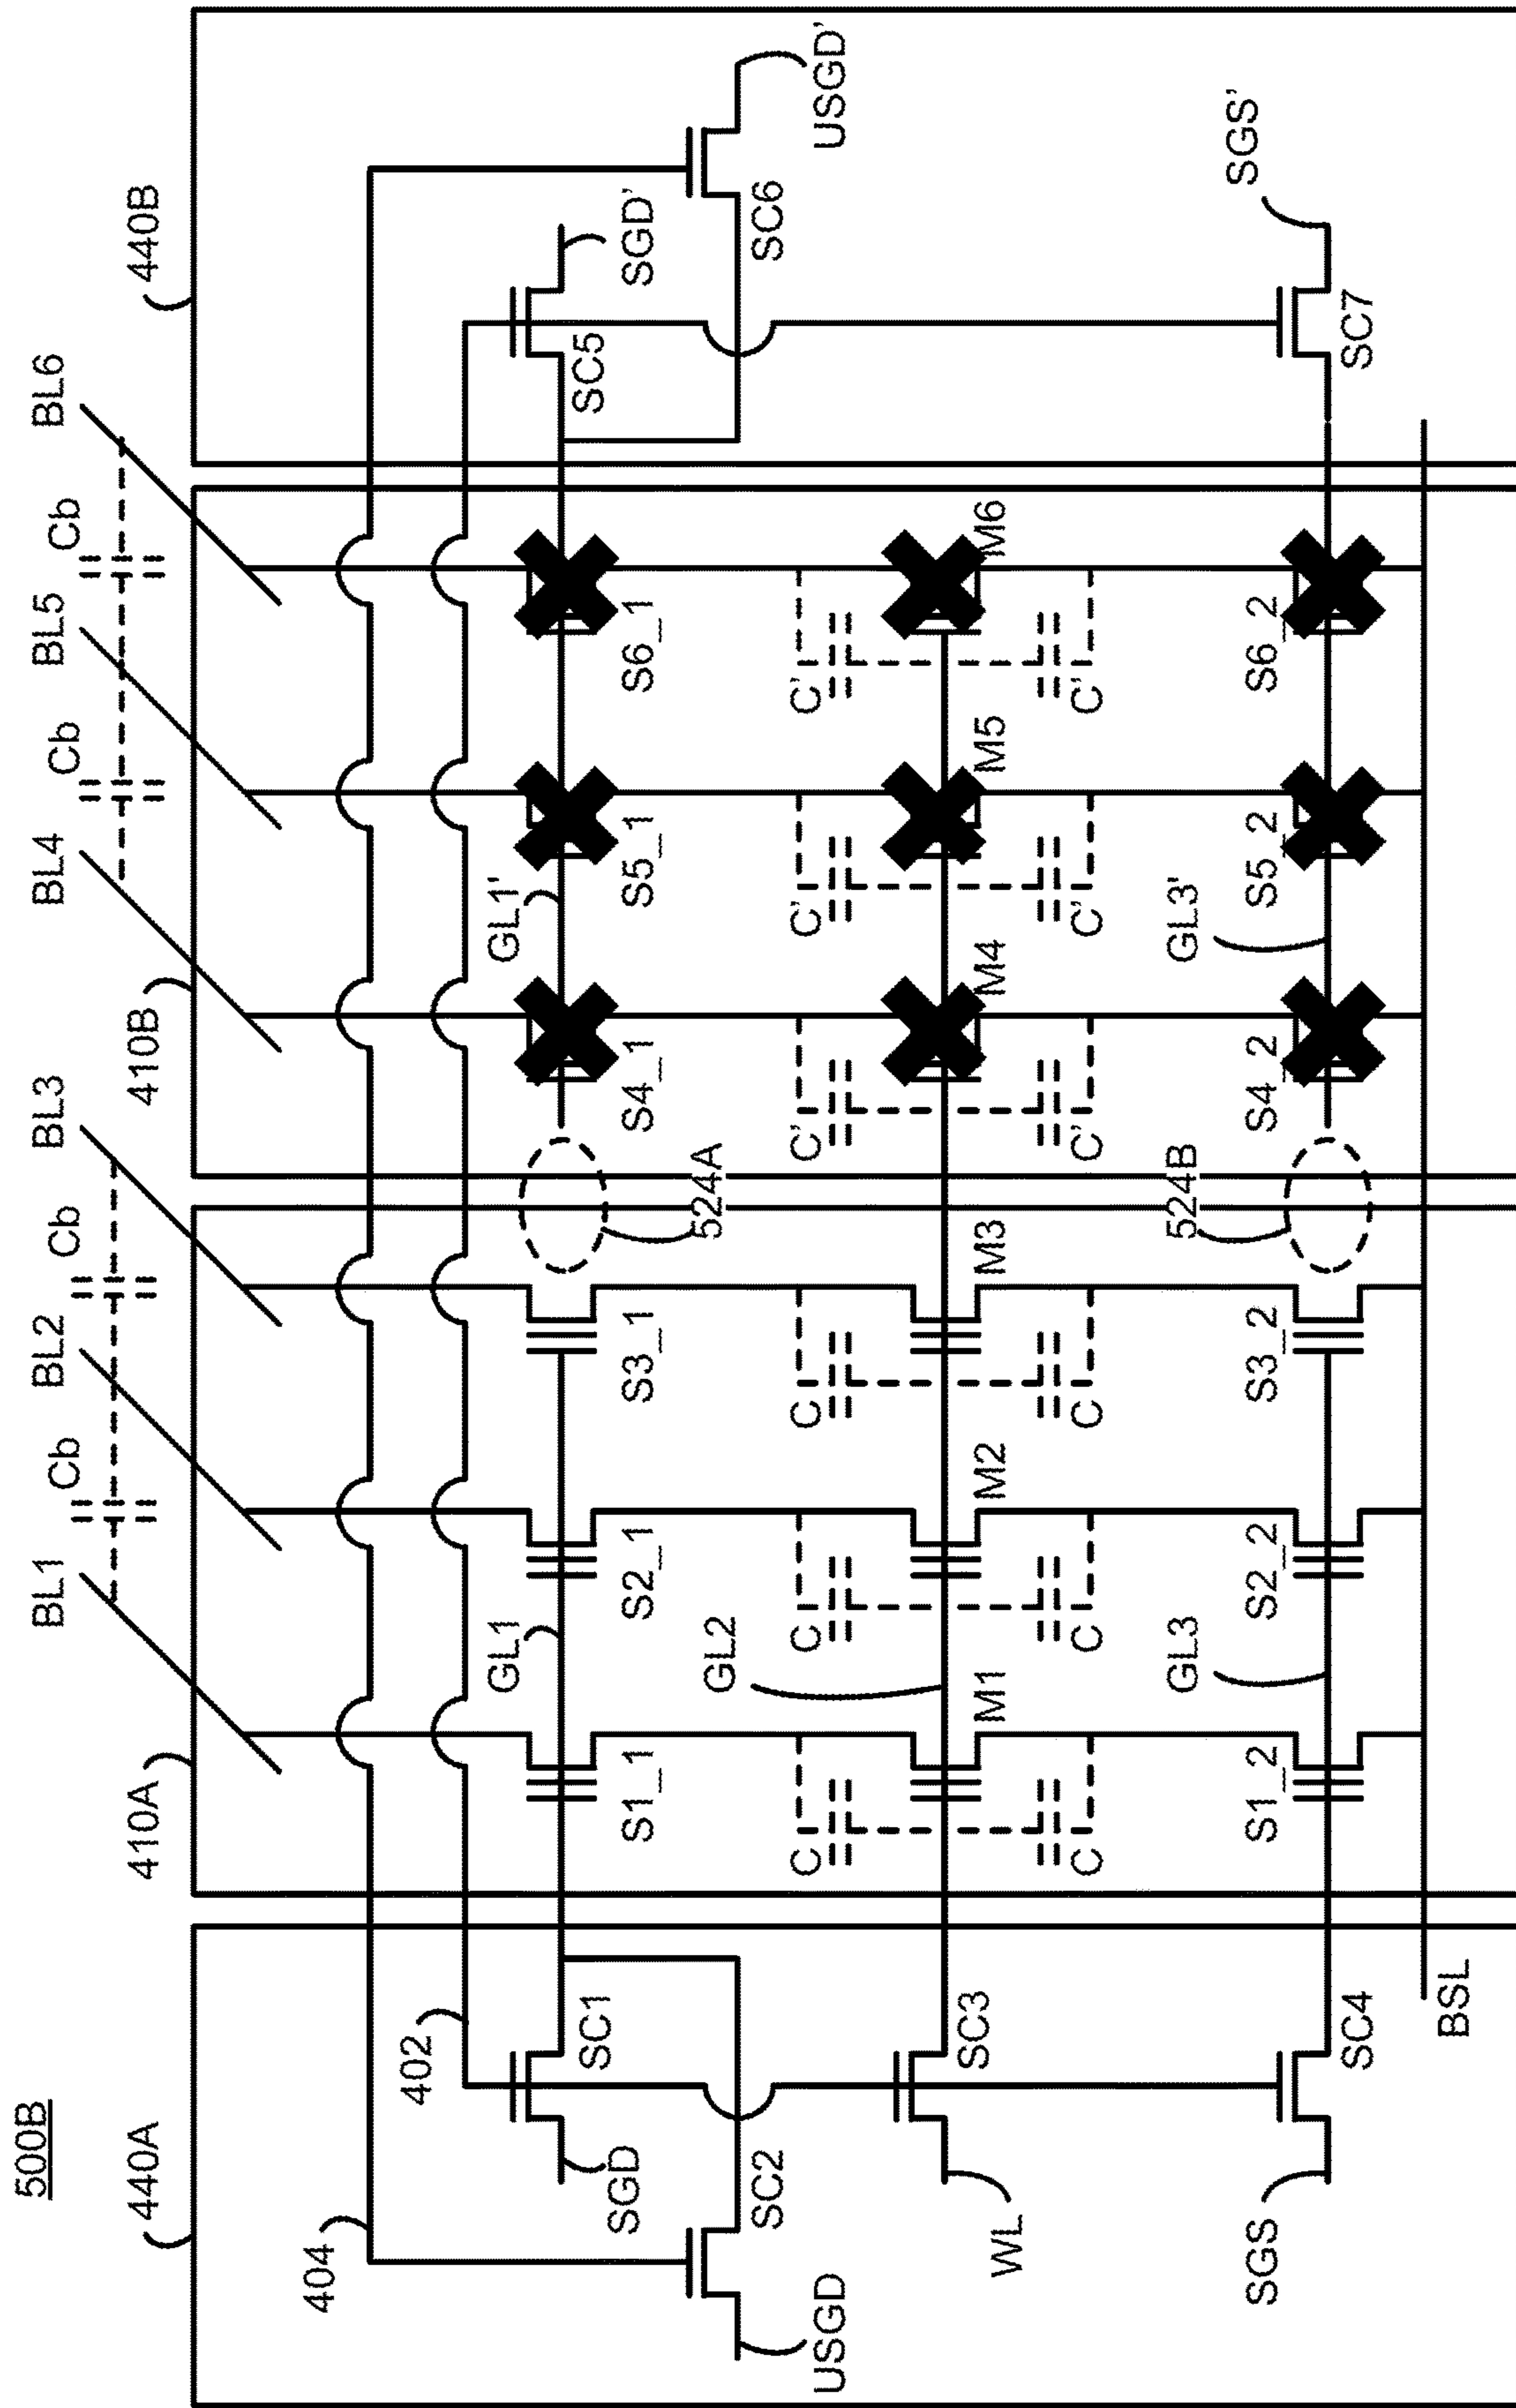 500B
440A
410A
410B
440B
BL1
Cb
BL2
Cb
BL3
BL4
Cb
BL5
Cb
BL6
404
402
SGD
SC1
GL1
S1_1
S2_1
S3_1
524A
GL1'
S4_1
S5_1
S6_1
SC5
SGD'
USGD
SC2
SC6
USGD'
C
C
C
C'
C'
C'
WL
SC3
GL2
M1
M2
M3
M4
M5
M6
C
C
C
C'
C'
C'
SGS
SC4
GL3
S1_2
S2_2
S3_2
524B
GL3'
S4_2
S5_2
S6_2
SC7
SGS'
BSL